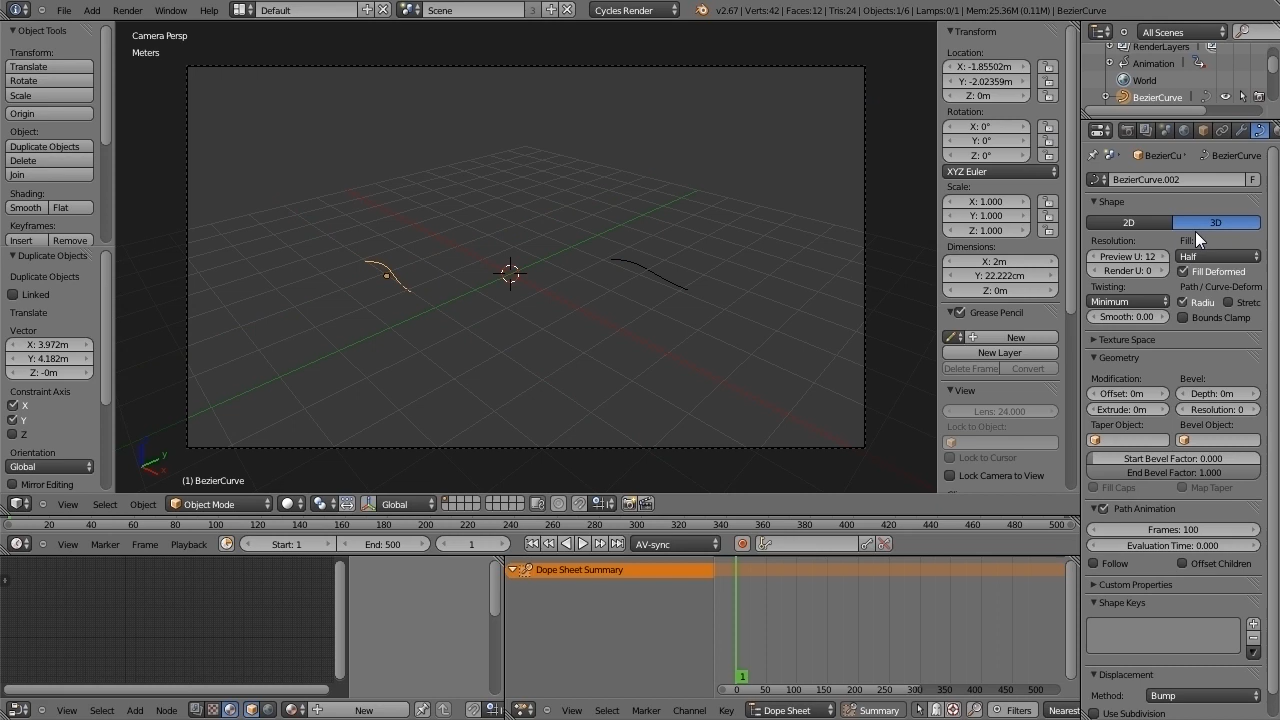 File Add Render Window Help Default Scene 3 Cycles Render v2.67 | Verts:42 | Faces:12 | Tris:24 | Objects:1/6 | Lamps:0/1 | Mem:25.36M (0.11M) | BezierCurve
Object Tools
Transform:
Translate
Rotate
Scale
Origin
Object:
Duplicate Objects
Delete
Join
Shading:
Smooth Flat
Keyframes:
Insert Remove
Duplicate Objects
Duplicate Objects
Linked
Translate
Vector
X: 3.972m
Y: 4.182m
Z: -0m
Constraint Axis
X
Y
Z
Orientation
Global
Mirror Editing
Camera Persp
Meters
(1) BezierCurve
y
x
View Select Object Object Mode Global
Transform
Location:
X: -1.85502m
Y: -2.02359m
Z: 0m
Rotation:
X: 0°
Y: 0°
Z: 0°
XYZ Euler
Scale:
X: 1.000
Y: 1.000
Z: 1.000
Dimensions:
X: 2m
Y: 22.222cm
Z: 0m
Grease Pencil
New
New Layer
Delete Frame Convert
View
Lens: 24.000
Lock to Object:
Lock to Cursor
Lock Camera to View
All Scenes
RenderLayers
Animation
World
BezierCurve
BezierCu BezierCurve
BezierCurve.002 F
Shape
2D 3D
Resolution: Fill:
Preview U: 12 Half
Render U: 0 Fill Deformed
Twisting: Path / Curve-Deform
Minimum Radiu Stretc
Smooth: 0.00 Bounds Clamp
Texture Space
Geometry
Modification: Bevel:
Offset: 0m Depth: 0m
Extrude: 0m Resolution: 0
Taper Object: Bevel Object:
Start Bevel Factor: 0.000
End Bevel Factor: 1.000
Fill Caps Map Taper
Path Animation
Frames: 100
Evaluation Time: 0.000
Follow Offset Children
Custom Properties
Shape Keys
Displacement
Method: Bump
Use Subdivision
20 40 60 80 100 120 140 160 180 200 220 240 260 280 300 320 340 360 380 400 420 440 460 480 500
View Marker Frame Playback Start: 1 End: 500 1 AV-sync
Dope Sheet Summary
1
0 50 100 150 200 250 300 350 400 450 500
View Select Add Node New
View Select Marker Channel Key Dope Sheet Summary Filters Nearest